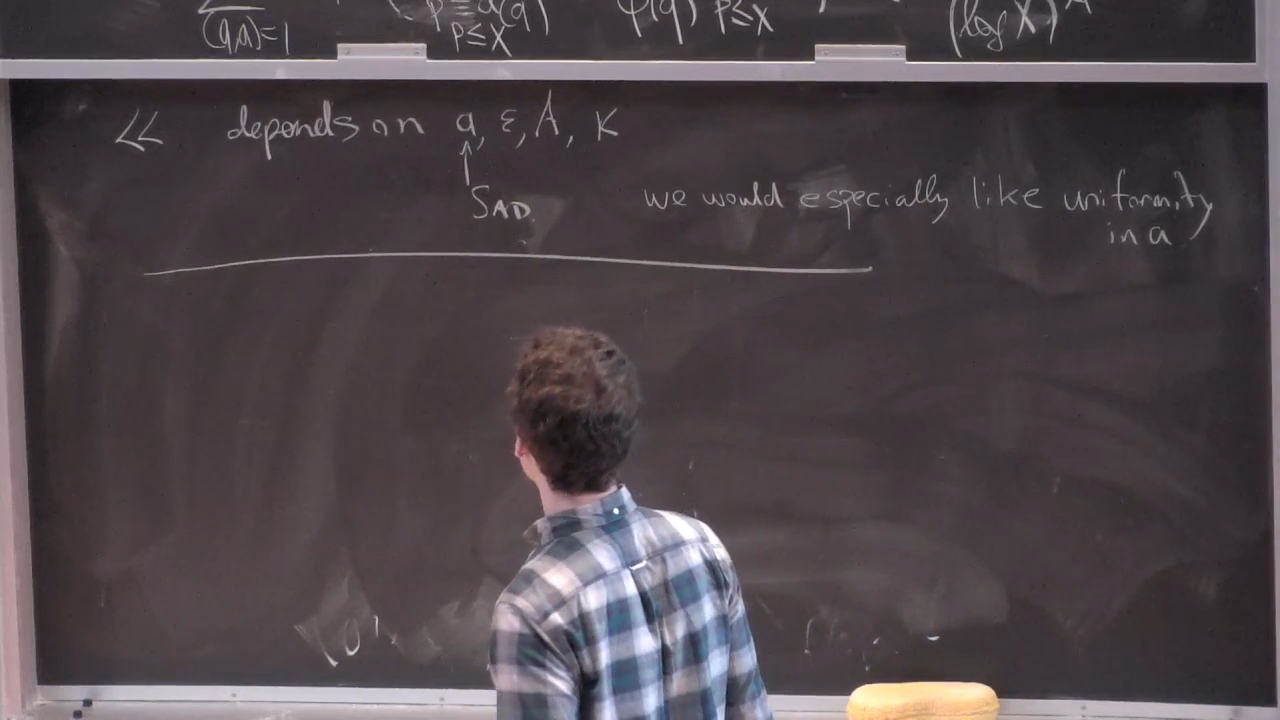 Σ (q,a)=1 p≡a(q) p≤X φ(q) p≤X (log X)^A
≪ depends on a, ε, A, K
↑
SAD. we would especially like uniformity
in a